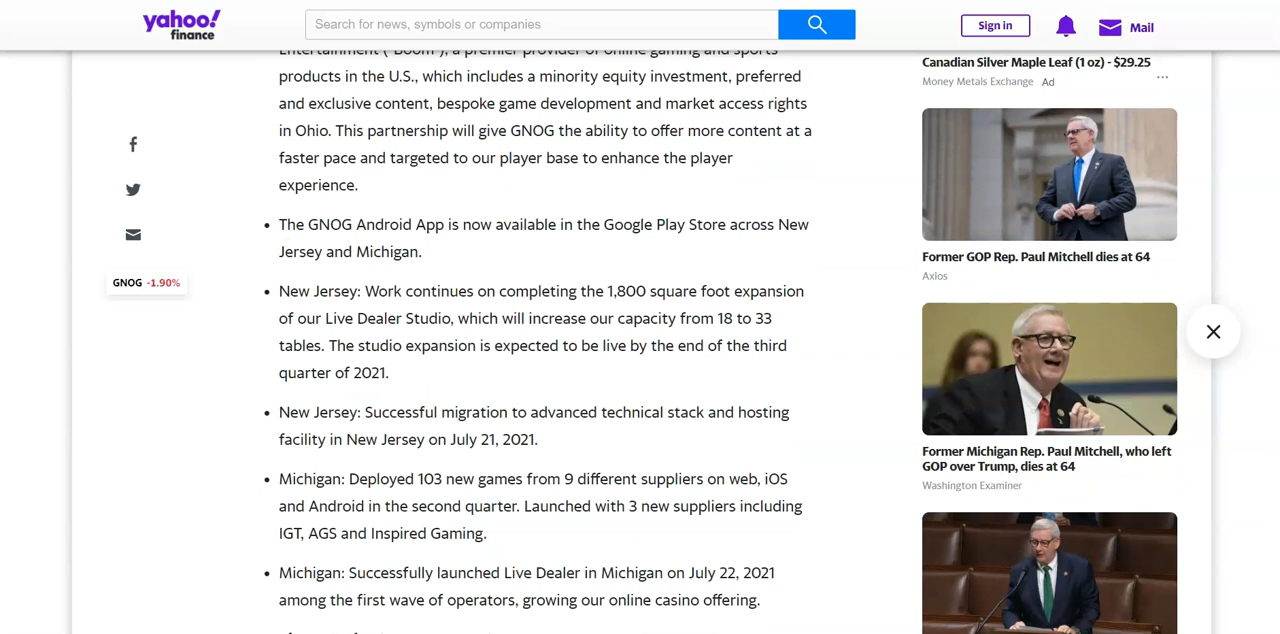 yahoo!
finance
Search for news, symbols or companies
Sign in
Mail
Entertainment ("Boom"), a premier provider of online gaming and sports
products in the U.S., which includes a minority equity investment, preferred
and exclusive content, bespoke game development and market access rights
in Ohio. This partnership will give GNOG the ability to offer more content at a
faster pace and targeted to our player base to enhance the player
experience.
• The GNOG Android App is now available in the Google Play Store across New
Jersey and Michigan.
• New Jersey: Work continues on completing the 1,800 square foot expansion
of our Live Dealer Studio, which will increase our capacity from 18 to 33
tables. The studio expansion is expected to be live by the end of the third
quarter of 2021.
• New Jersey: Successful migration to advanced technical stack and hosting
facility in New Jersey on July 21, 2021.
• Michigan: Deployed 103 new games from 9 different suppliers on web, iOS
and Android in the second quarter. Launched with 3 new suppliers including
IGT, AGS and Inspired Gaming.
• Michigan: Successfully launched Live Dealer in Michigan on July 22, 2021
among the first wave of operators, growing our online casino offering.
GNOG -1.90%
Canadian Silver Maple Leaf (1 oz) - $29.25
Money Metals Exchange Ad
Former GOP Rep. Paul Mitchell dies at 64
Axios
Former Michigan Rep. Paul Mitchell, who left
GOP over Trump, dies at 64
Washington Examiner